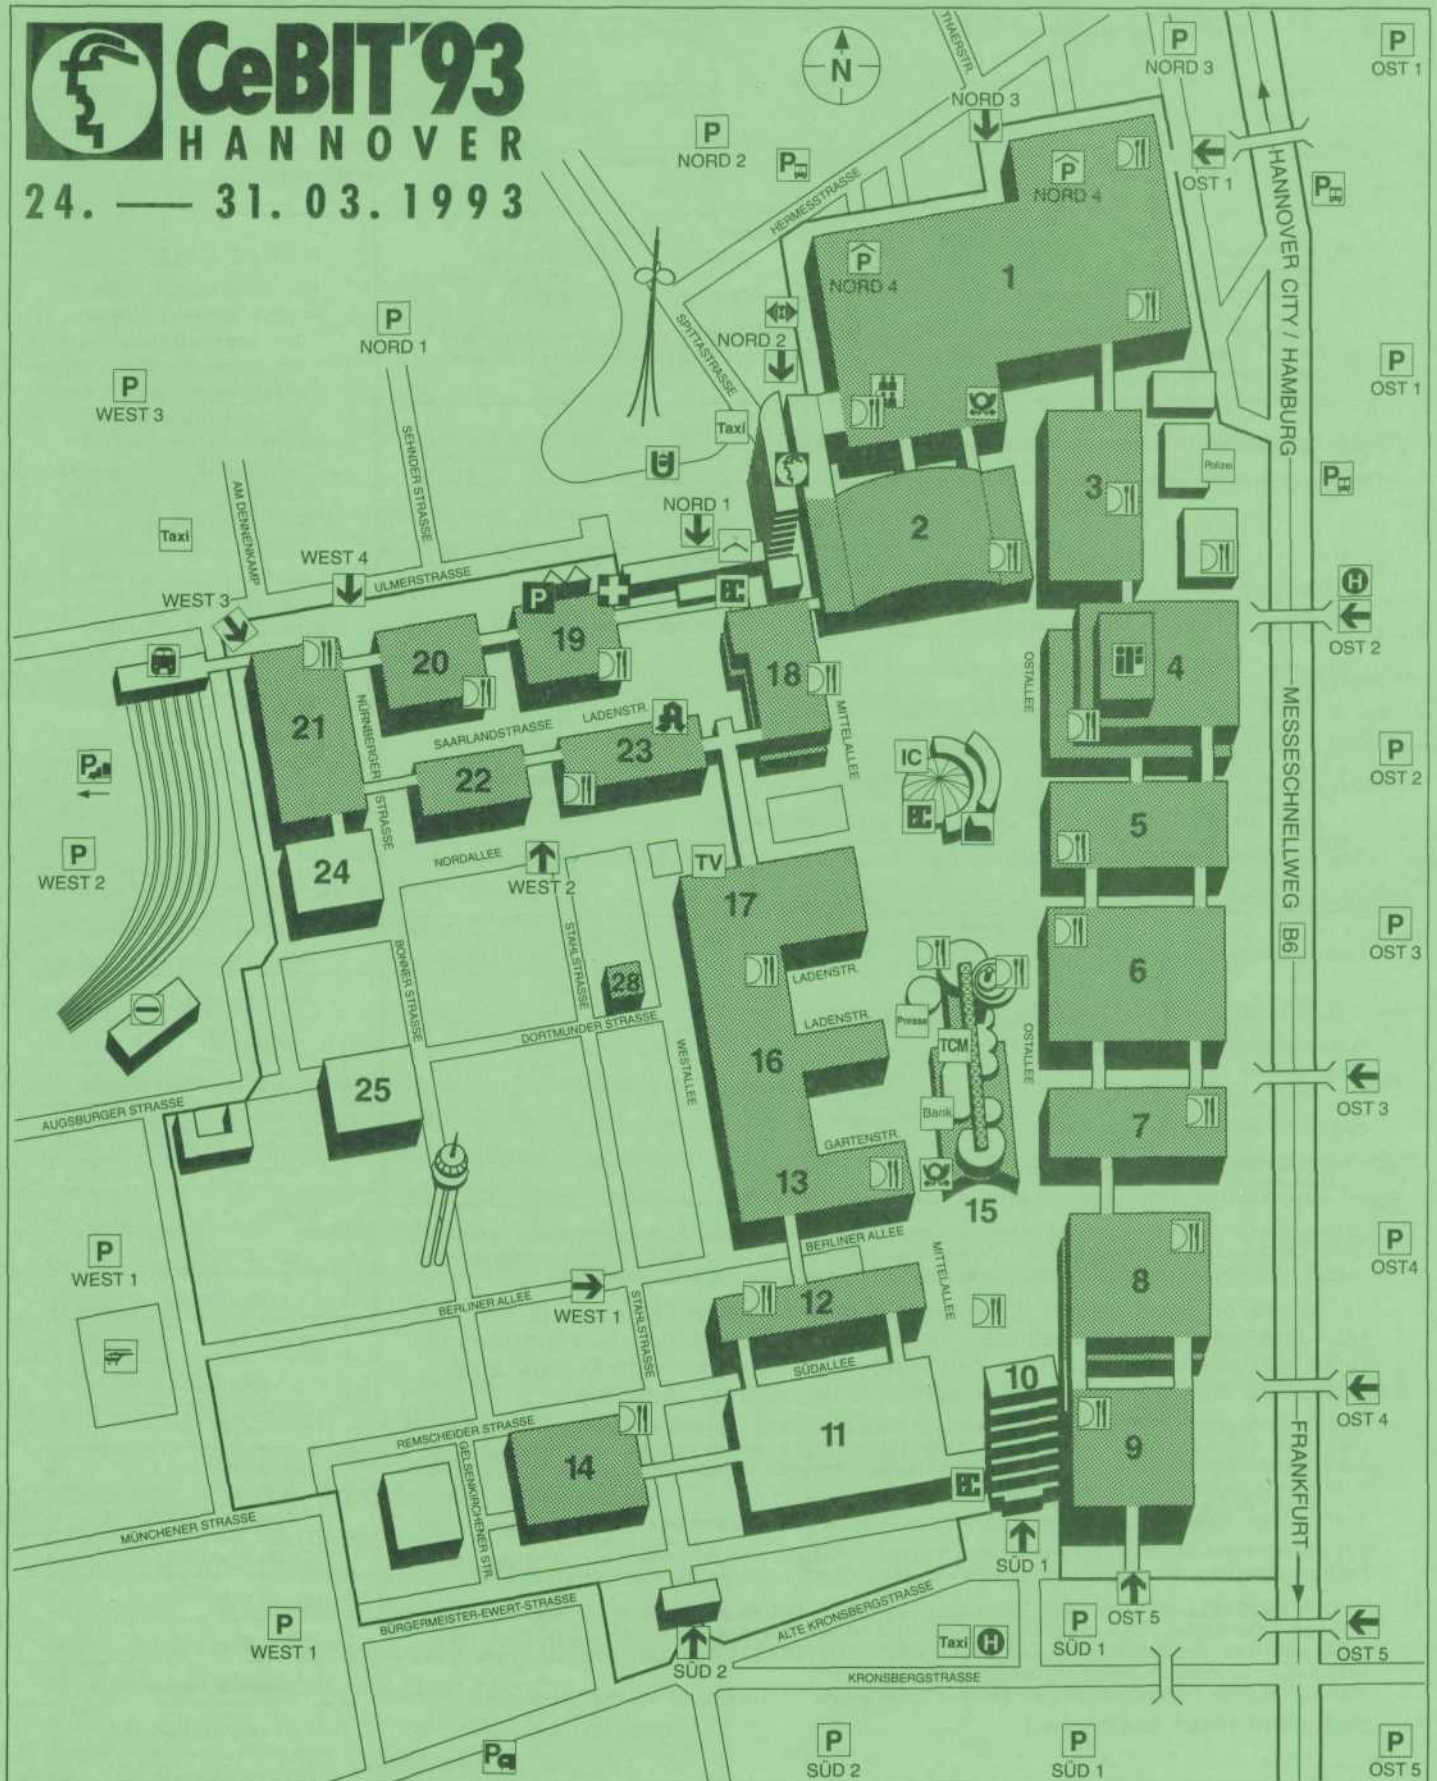 CeBIT'93
HANNOVER
24. — 31. 03. 1993
N
THAERSTR.
P
NORD 3
P
OST 1
NORD 3
P
NORD 2
P
HERMESSTRASSE
P
NORD 4
OST 1
P
HANNOVER CITY / HAMBURG
P
NORD 4
1
P
NORD 1
NORD 2
SPITTASTRASSE
P
WEST 3
P
OST 1
Taxi
SEHNDER STRASSE
U
3
Polizei
P
AM DENNENKAMP
NORD 1
2
Taxi
WEST 4
ULMERSTRASSE
WEST 3
P
EC
H
OST 2
20
19
18
4
OSTALLEE
21
NÜRNBERGER STRASSE
SAARLANDSTRASSE
LADENSTR.
MITTELALLEE
MESSESCHNELLWEG
23
22
IC
EC
P
P
OST 2
5
P
WEST 2
24
NORDALLEE
WEST 2
TV
17
B6
P
OST 3
6
STAHLSTRASSE
BONNER STRASSE
28
LADENSTR.
DORTMUNDER STRASSE
LADENSTR.
Presse
TCM
OSTALLEE
16
WESTALLEE
25
AUGSBURGER STRASSE
Bank
OST 3
7
GARTENSTR.
13
15
P
WEST 1
BERLINER ALLEE
MITTELALLEE
P
OST4
8
BERLINER ALLEE
WEST 1
12
STAHLSTRASSE
SÜDALLEE
10
OST 4
REMSCHEIDER STRASSE
11
9
FRANKFURT
14
GELSENKIRCHENER STR.
EC
MÜNCHENER STRASSE
SÜD 1
BÜRGERMEISTER-EWERT-STRASSE
ALTE KRONSBERGSTRASSE
OST 5
P
WEST 1
P
SÜD 1
Taxi
H
OST 5
SÜD 2
KRONSBERGSTRASSE
P
P
SÜD 2
P
SÜD 1
P
OST 5